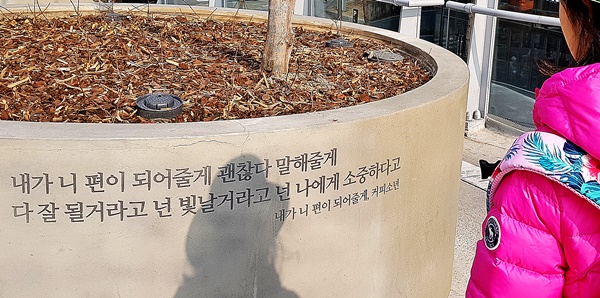 내가 니 편이 되어줄게 괜찮다 말해줄게
다 잘 될거라고 넌 빛날거라고 넌 나에게 소중하다고
내가 니 편이 되어줄게, 커피소년